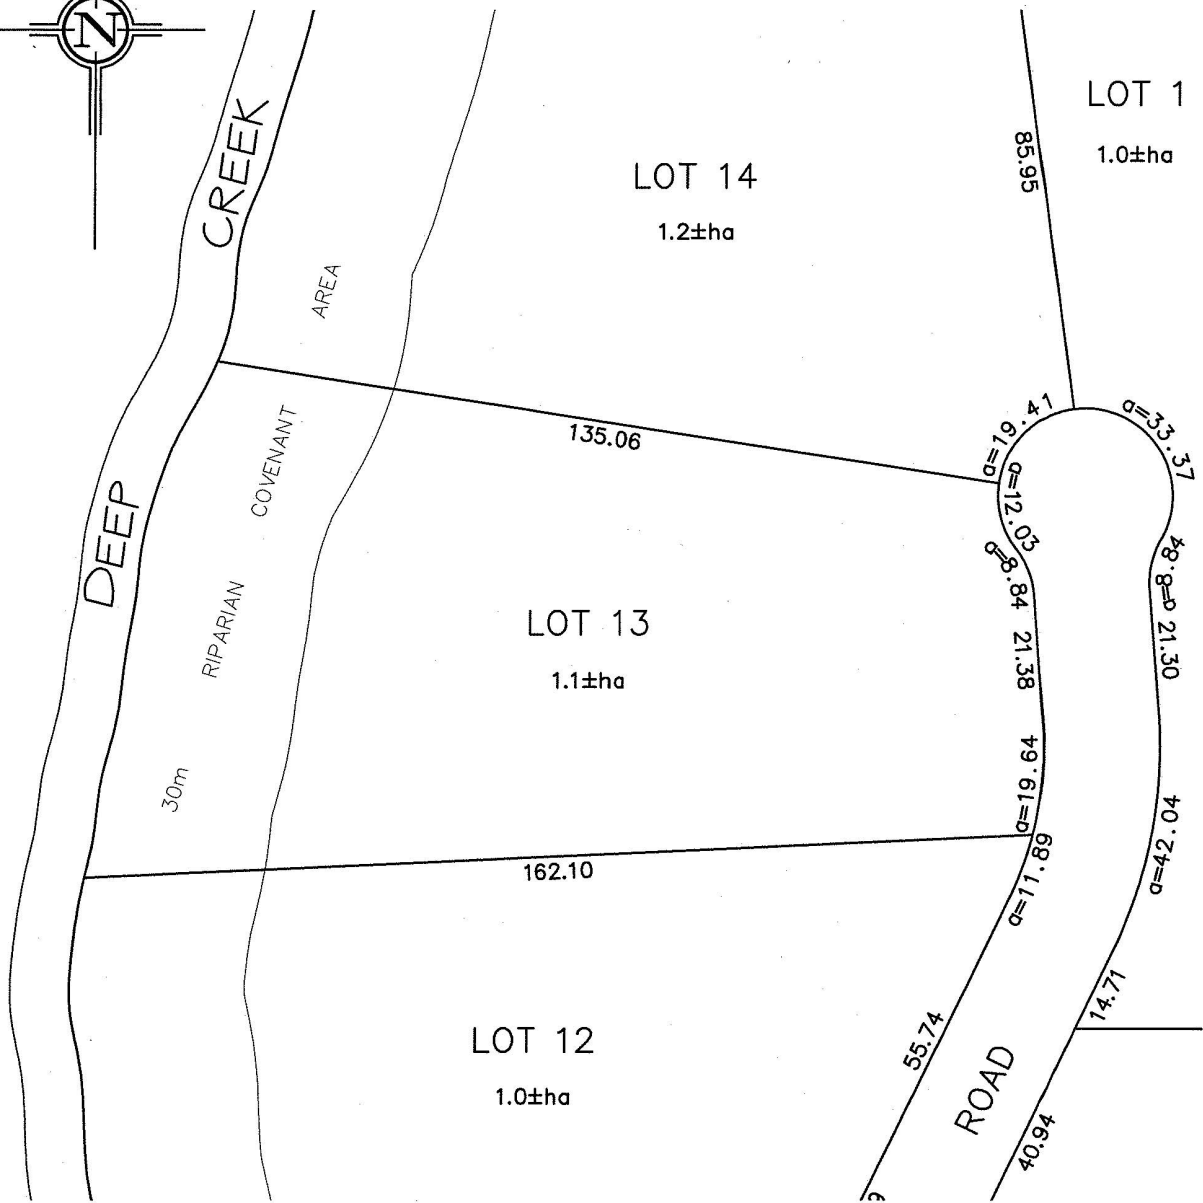 N
CREEK
DEEP
LOT 14
1.2±ha
LOT 1
1.0±ha
85.95
AREA
COVENANT
RIPARIAN
30m
135.06
a=19.41
a=33.37
a=12.03
a=8.84
a=8.84
21.38
21.30
LOT 13
1.1±ha
a=19.64
162.10
a=11.89
a=42.04
14.71
LOT 12
1.0±ha
55.74
ROAD
40.94